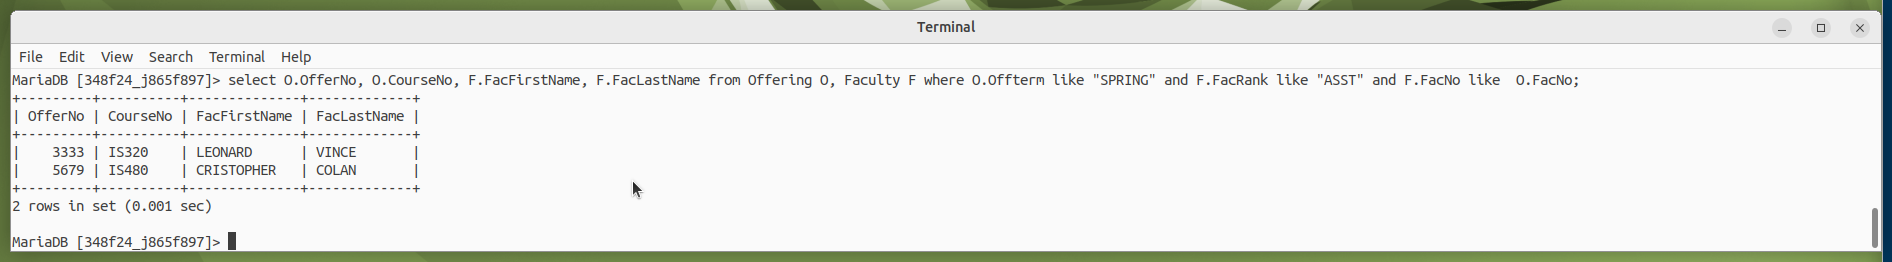 Terminal
File Edit View Search Terminal Help
MariaDB [348f24_j865f897]> select O.OfferNo, O.CourseNo, F.FacFirstName, F.FacLastName from Offering O, Faculty F where O.Offterm like "SPRING" and F.FacRank like "ASST" and F.FacNo like  O.FacNo;
+---------+----------+--------------+-------------+
| OfferNo | CourseNo | FacFirstName | FacLastName |
+---------+----------+--------------+-------------+
|    3333 | IS320    | LEONARD      | VINCE       |
|    5679 | IS480    | CRISTOPHER   | COLAN       |
+---------+----------+--------------+-------------+
2 rows in set (0.001 sec)
MariaDB [348f24_j865f897]>